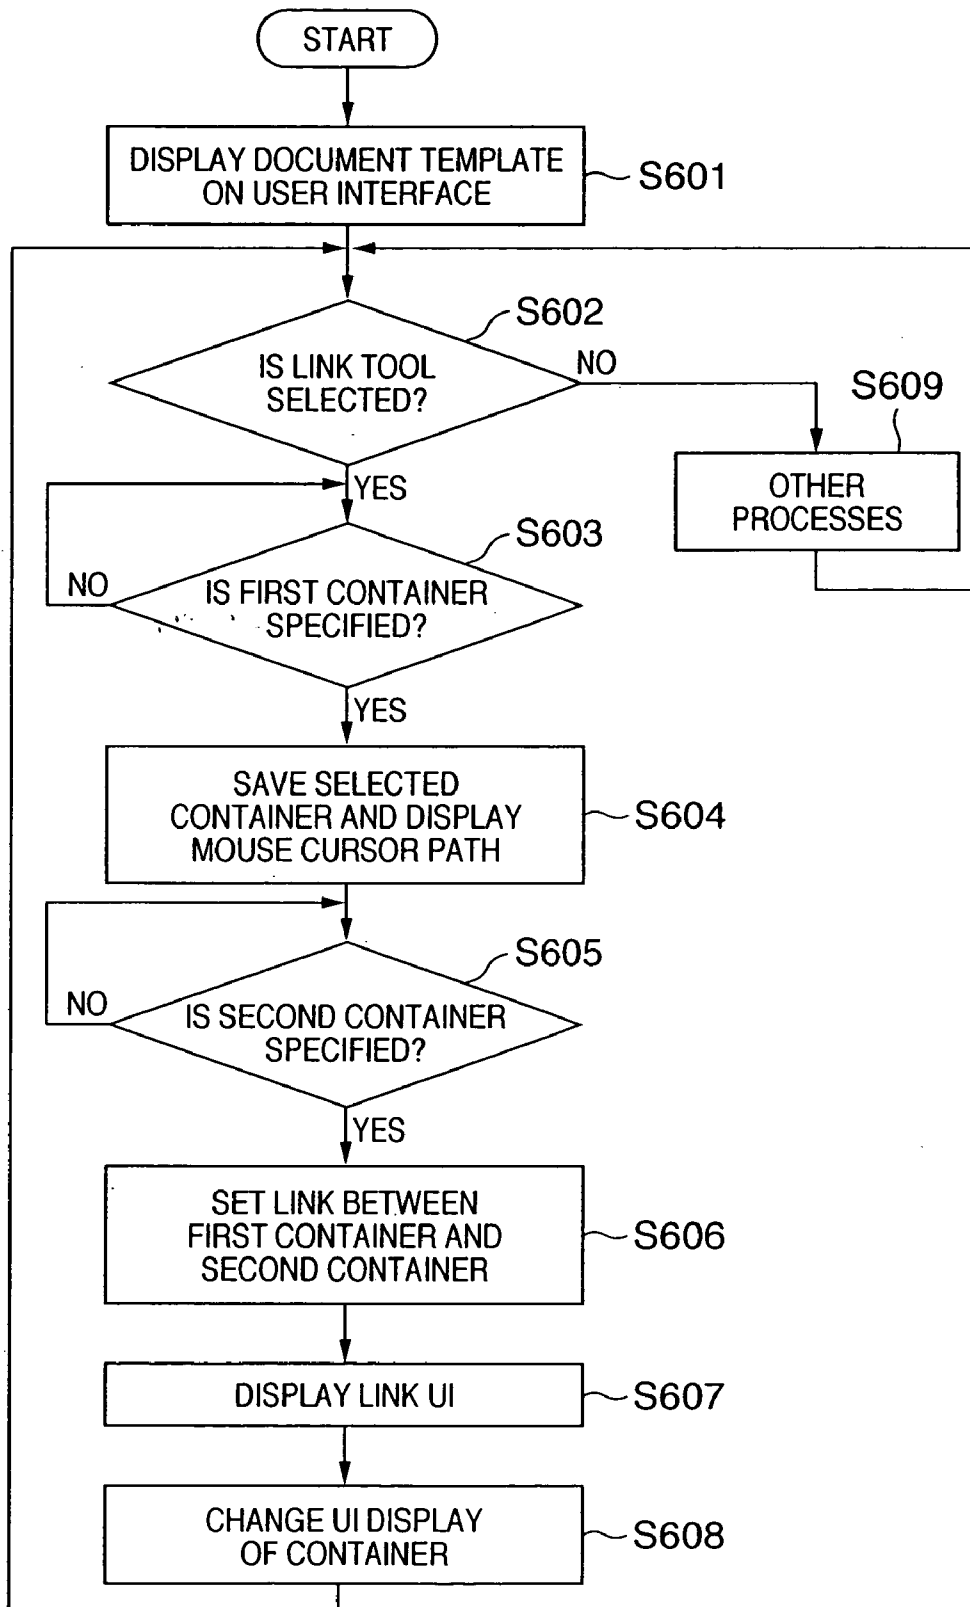 START
DISPLAY DOCUMENT TEMPLATE
ON USER INTERFACE
S601
S602
IS LINK TOOL
SELECTED?
NO
YES
S609
OTHER
PROCESSES
S603
IS FIRST CONTAINER
SPECIFIED?
NO
YES
SAVE SELECTED
CONTAINER AND DISPLAY
MOUSE CURSOR PATH
S604
S605
IS SECOND CONTAINER
SPECIFIED?
NO
YES
SET LINK BETWEEN
FIRST CONTAINER AND
SECOND CONTAINER
S606
DISPLAY LINK UI
S607
CHANGE UI DISPLAY
OF CONTAINER
S608